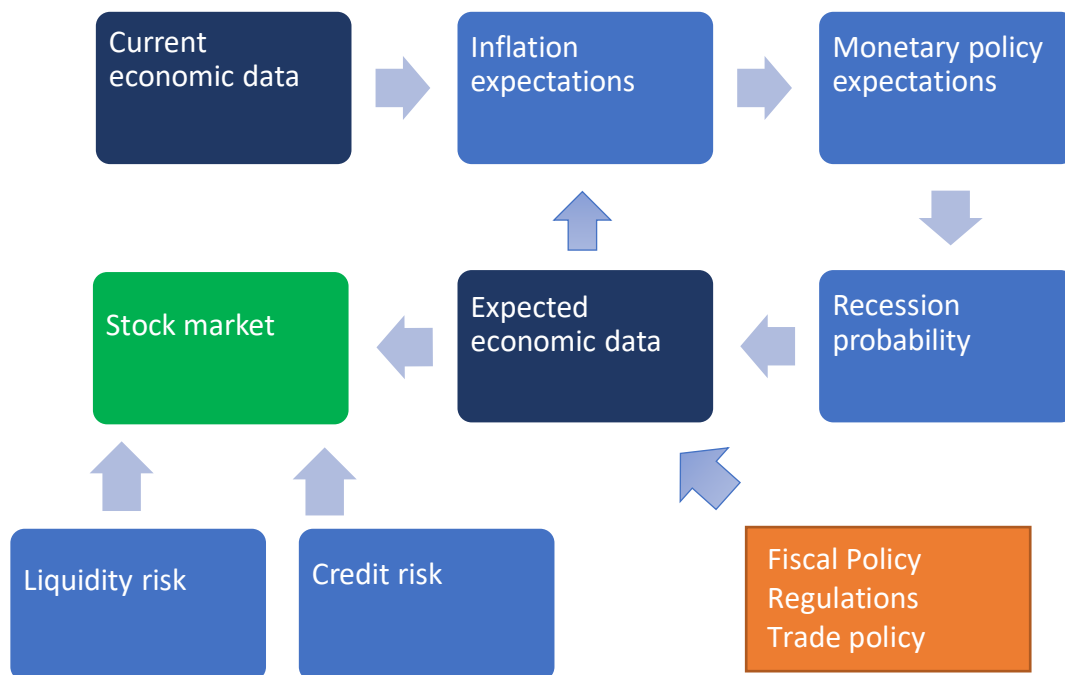 Current
economic data
Inflation
expectations
Monetary policy
expectations
Stock market
Expected
economic data
Recession
probability
Liquidity risk
Credit risk
Fiscal Policy
Regulations
Trade policy